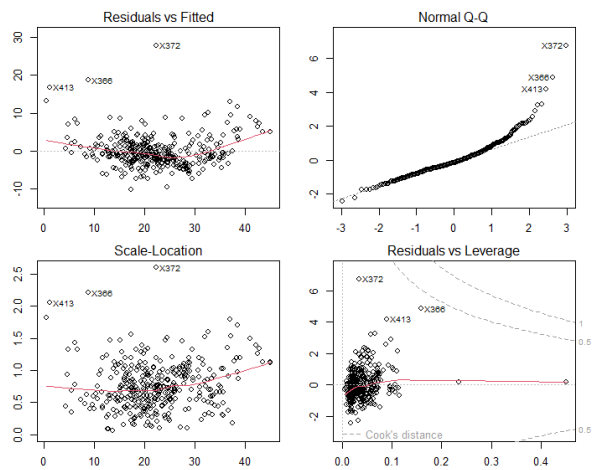 Residuals vs Fitted
30
20
10
0
-10
X372
X366
X413
0 10 20 30 40
Normal Q-Q
6
4
2
0
-2
X372
X366
X413
-3 -2 -1 0 1 2 3
Scale-Location
2.5
2.0
1.5
1.0
0.5
0.0
X372
X366
X413
0 10 20 30 40
Residuals vs Leverage
6
4
2
0
-2
X372
X366
X413
1
0.5
0.5
Cook's distance
0.0 0.1 0.2 0.3 0.4